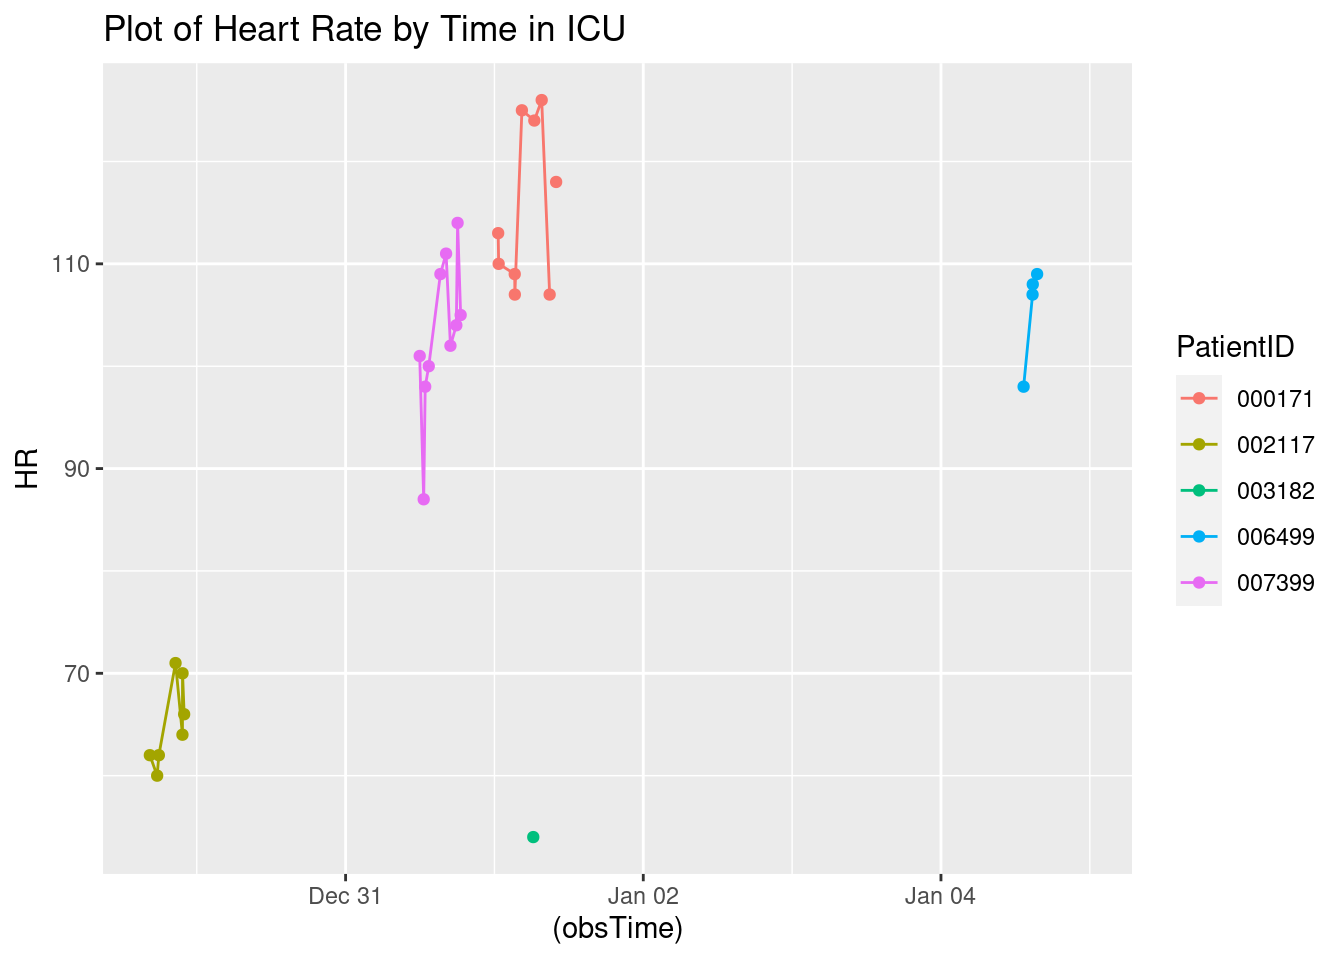 Plot of Heart Rate by Time in ICU
HR
110
90
70
Dec 31
Jan 02
Jan 04
(obsTime)
PatientID
000171
002117
003182
006499
007399